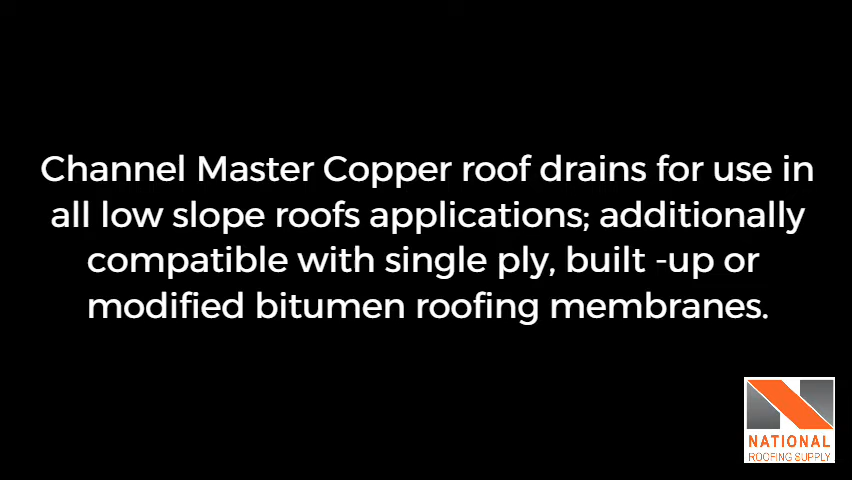 Channel Master Copper roof drains for use in
all low slope roofs applications; additionally
compatible with single ply, built -up or
modified bitumen roofing membranes.
NATIONAL
ROOFING SUPPLY